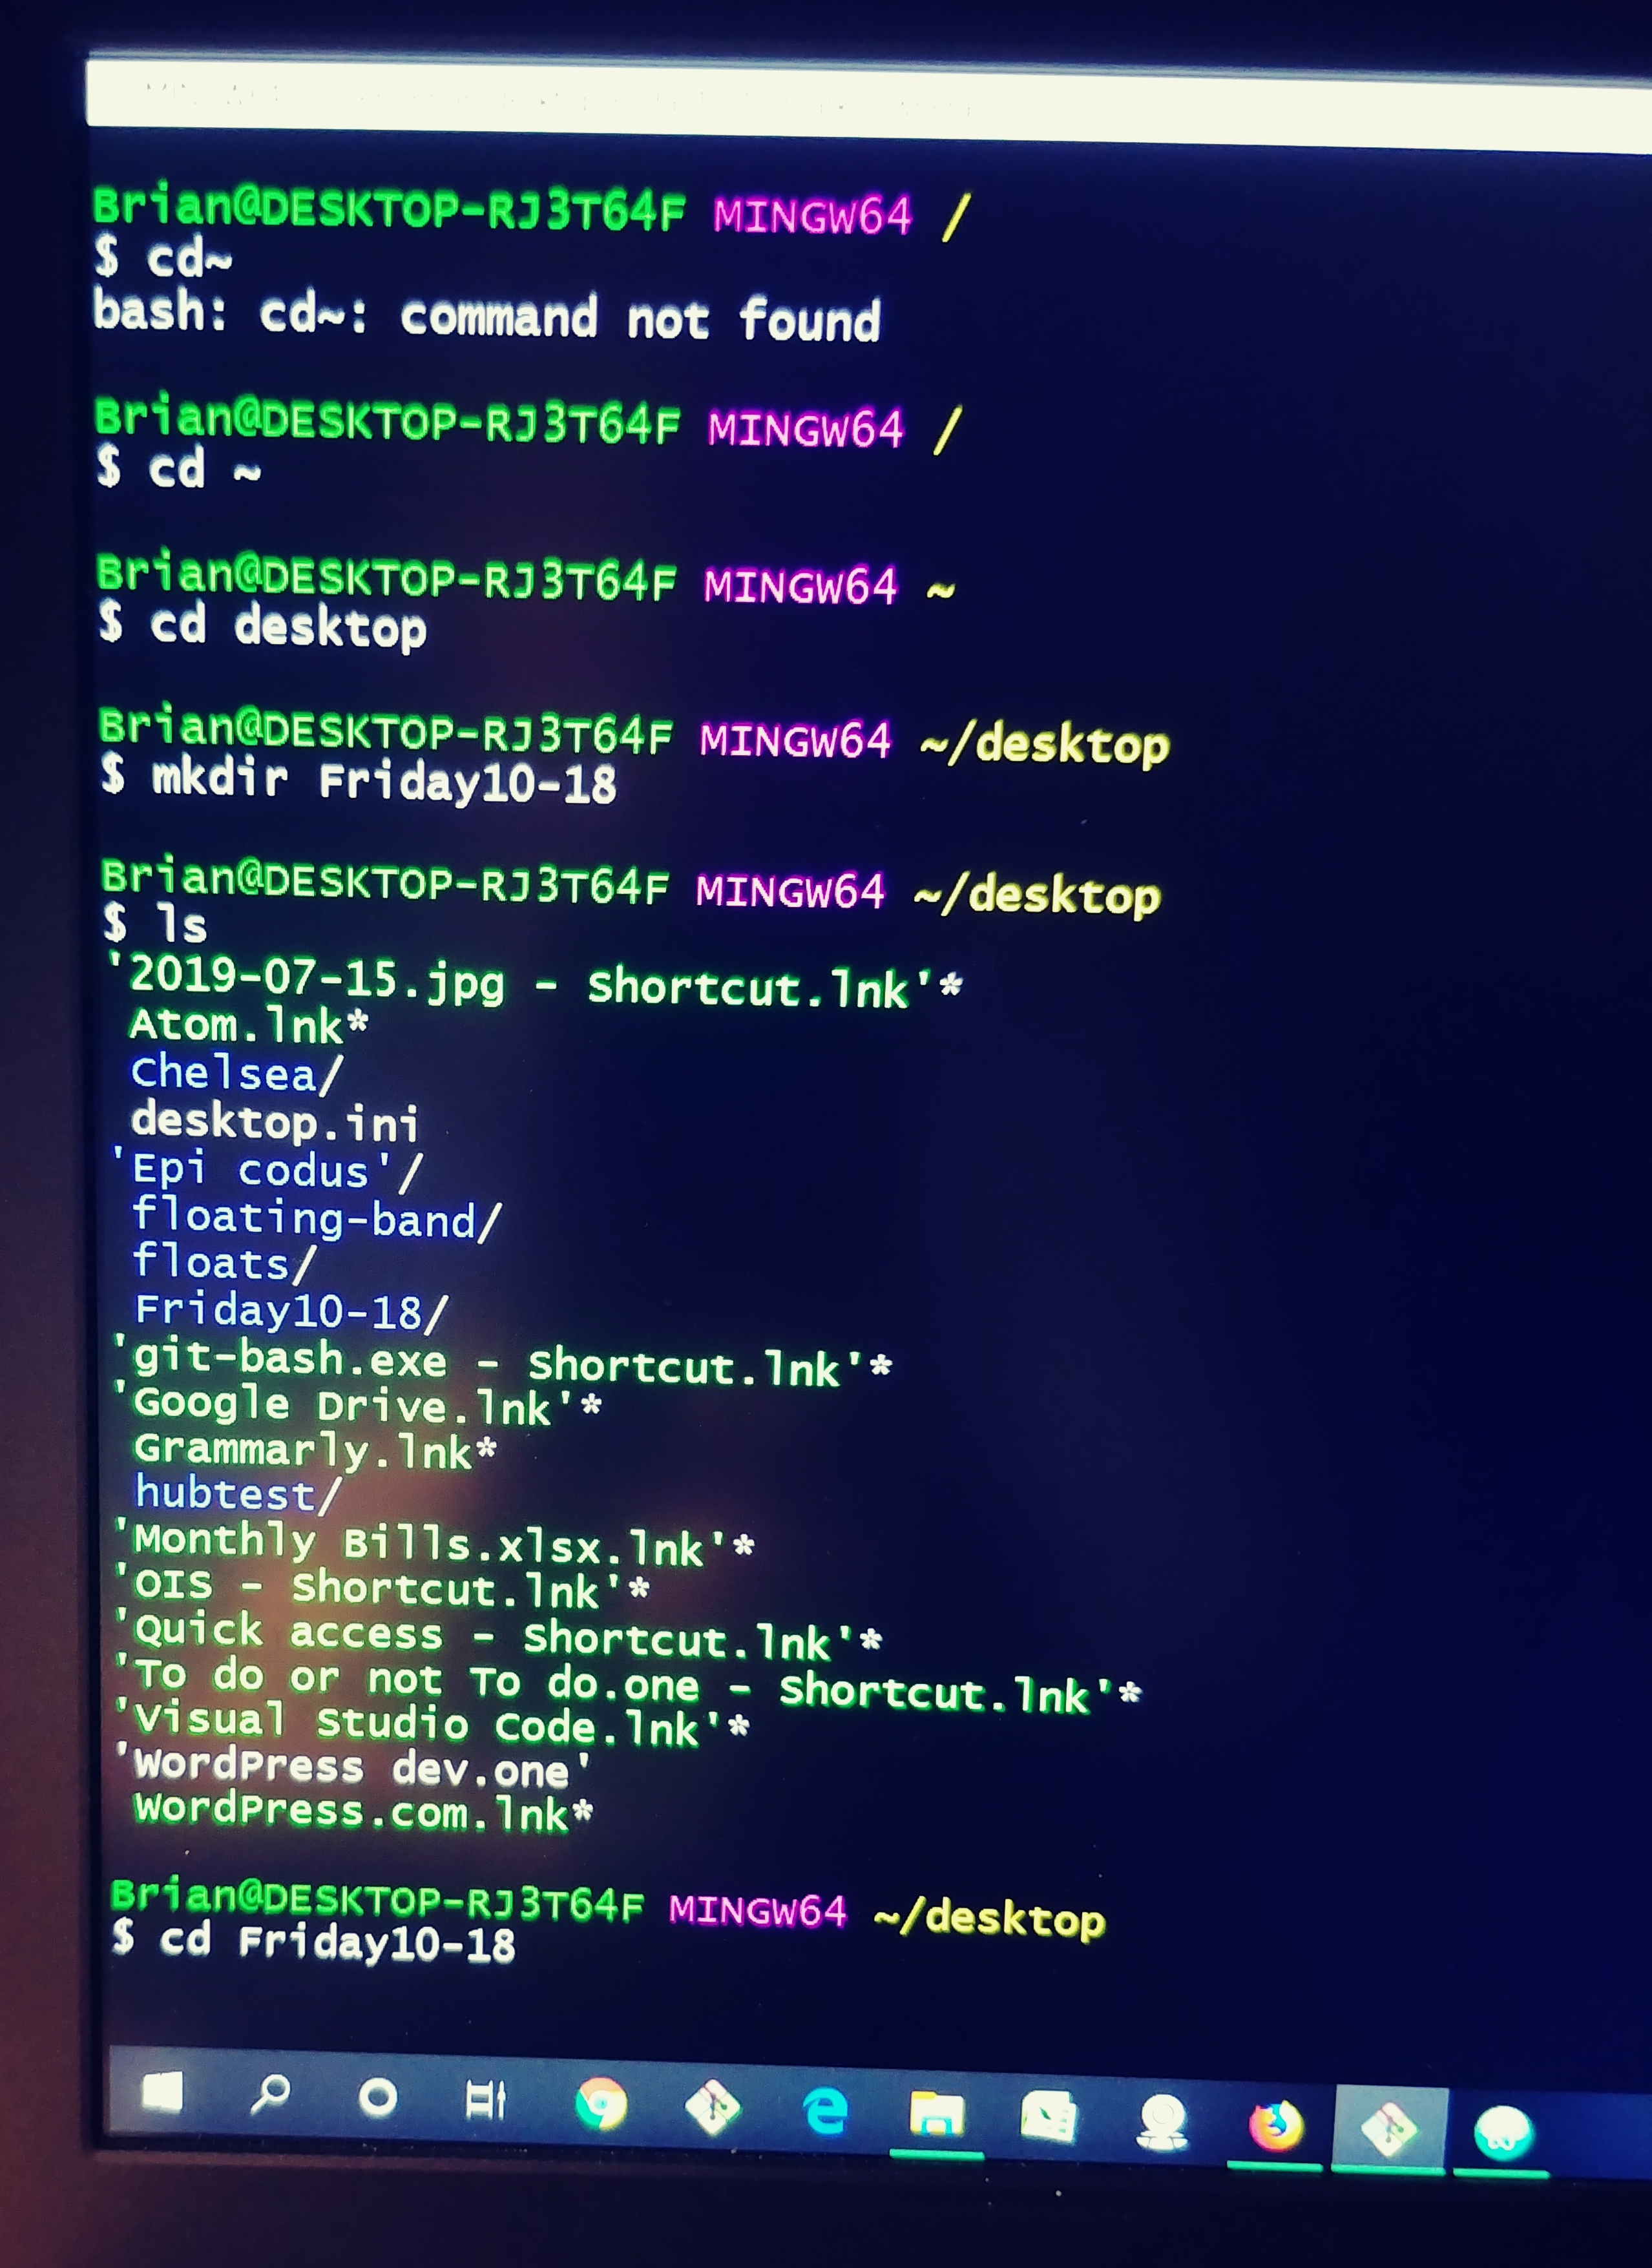 Brian@DESKTOP-RJ3T64F MINGW64 /
$ cd~
bash: cd~: command not found
Brian@DESKTOP-RJ3T64F MINGW64 /
$ cd ~
Brian@DESKTOP-RJ3T64F MINGW64 ~
$ cd desktop
Brian@DESKTOP-RJ3T64F MINGW64 ~/desktop
$ mkdir Friday10-18
Brian@DESKTOP-RJ3T64F MINGW64 ~/desktop
$ ls
'2019-07-15.jpg - Shortcut.lnk'*
Atom.lnk*
Chelsea/
desktop.ini
'Epi codus'/
floating-band/
floats/
Friday10-18/
'git-bash.exe - Shortcut.lnk'*
'Google Drive.lnk'*
Grammarly.lnk*
hubtest/
'Monthly Bills.xlsx.lnk'*
'OIS - Shortcut.lnk'*
'Quick access - Shortcut.lnk'*
'To do or not To do.one - Shortcut.lnk'*
'Visual Studio Code.lnk'*
'WordPress dev.one'
WordPress.com.lnk*
Brian@DESKTOP-RJ3T64F MINGW64 ~/desktop
$ cd Friday10-18